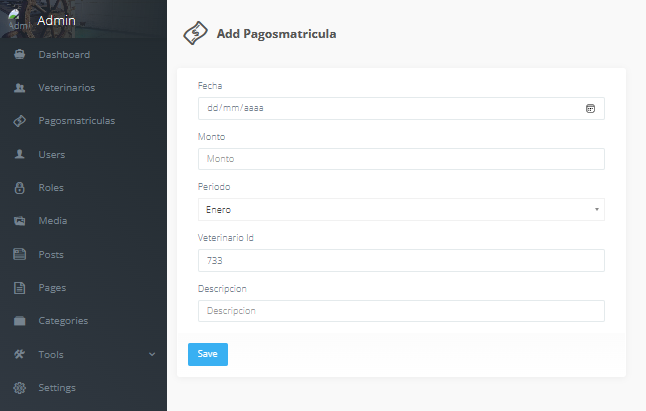 Admin
Add Pagosmatricula
Dashboard
Veterinarios
Pagosmatriculas
Users
Roles
Media
Posts
Pages
Categories
Tools
Settings
Fecha
dd/mm/aaaa
Monto
Monto
Periodo
Enero
Veterinario Id
733
Descripcion
Descripcion
Save